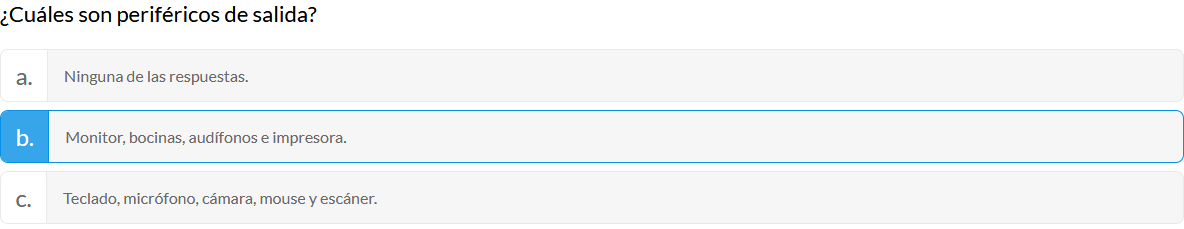 ¿Cuáles son periféricos de salida?
a. Ninguna de las respuestas.
b. Monitor, bocinas, audífonos e impresora.
c. Teclado, micrófono, cámara, mouse y escáner.